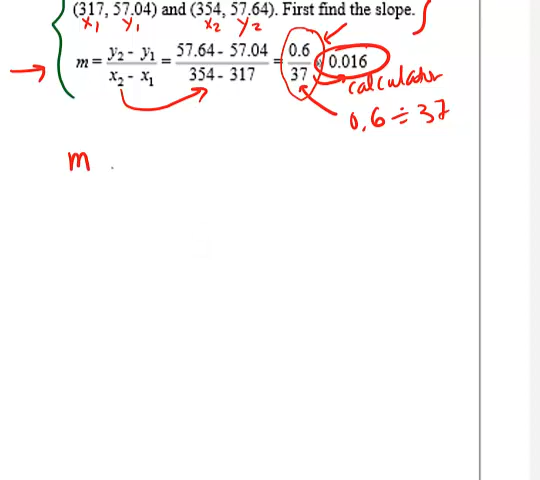 (317, 57.04) and (354, 57.64). First find the slope.
x₁ y₁ x₂ y₂
m = (y₂ - y₁)/(x₂ - x₁) = (57.64 - 57.04)/(354 - 317) = 0.6/37 ≈ 0.016
calculator
0.6 ÷ 37
m